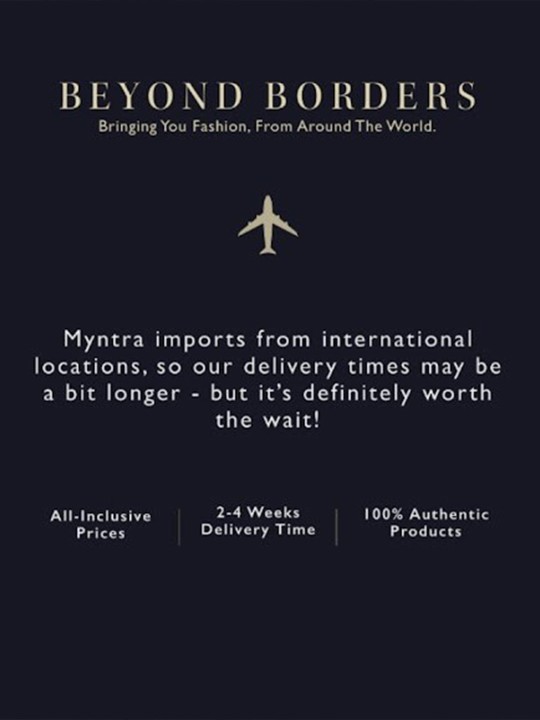 BEYOND BORDERS
Bringing You Fashion, From Around The World.
Myntra imports from international
locations, so our delivery times may be
a bit longer - but it's definitely worth
the wait!
All-Inclusive
Prices
2-4 Weeks
Delivery Time
100% Authentic
Products